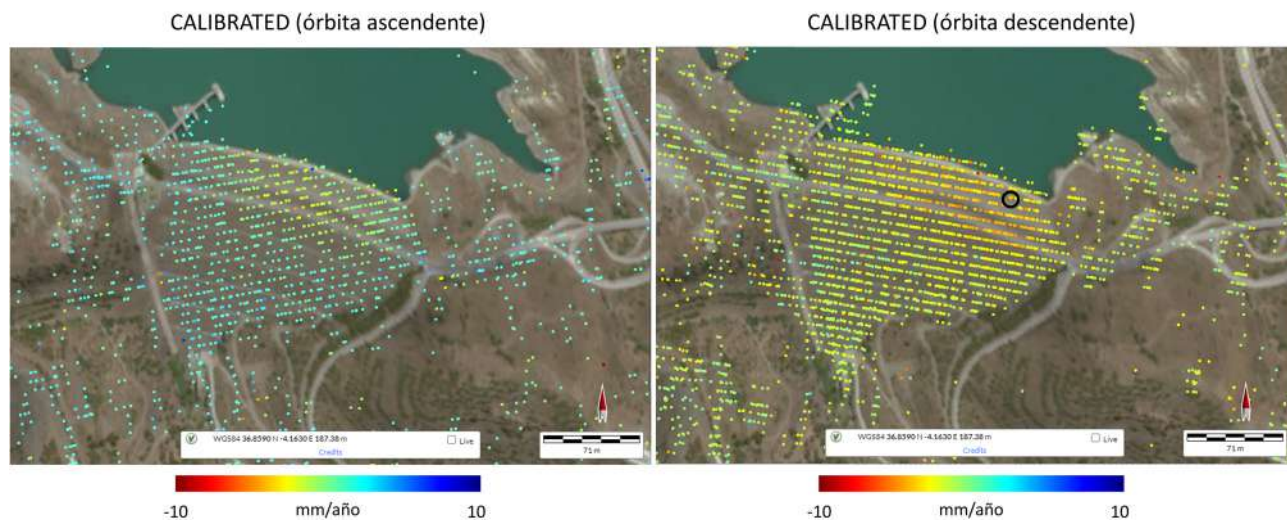 CALIBRATED (órbita ascendente)
CALIBRATED (órbita descendente)
WGS84 36.8590 N -4.1630 E 187.38 m
Live
Credits
71 m
WGS84 36.8590 N -4.1630 E 187.38 m
Live
Credits
71 m
-10 mm/año 10
-10 mm/año 10